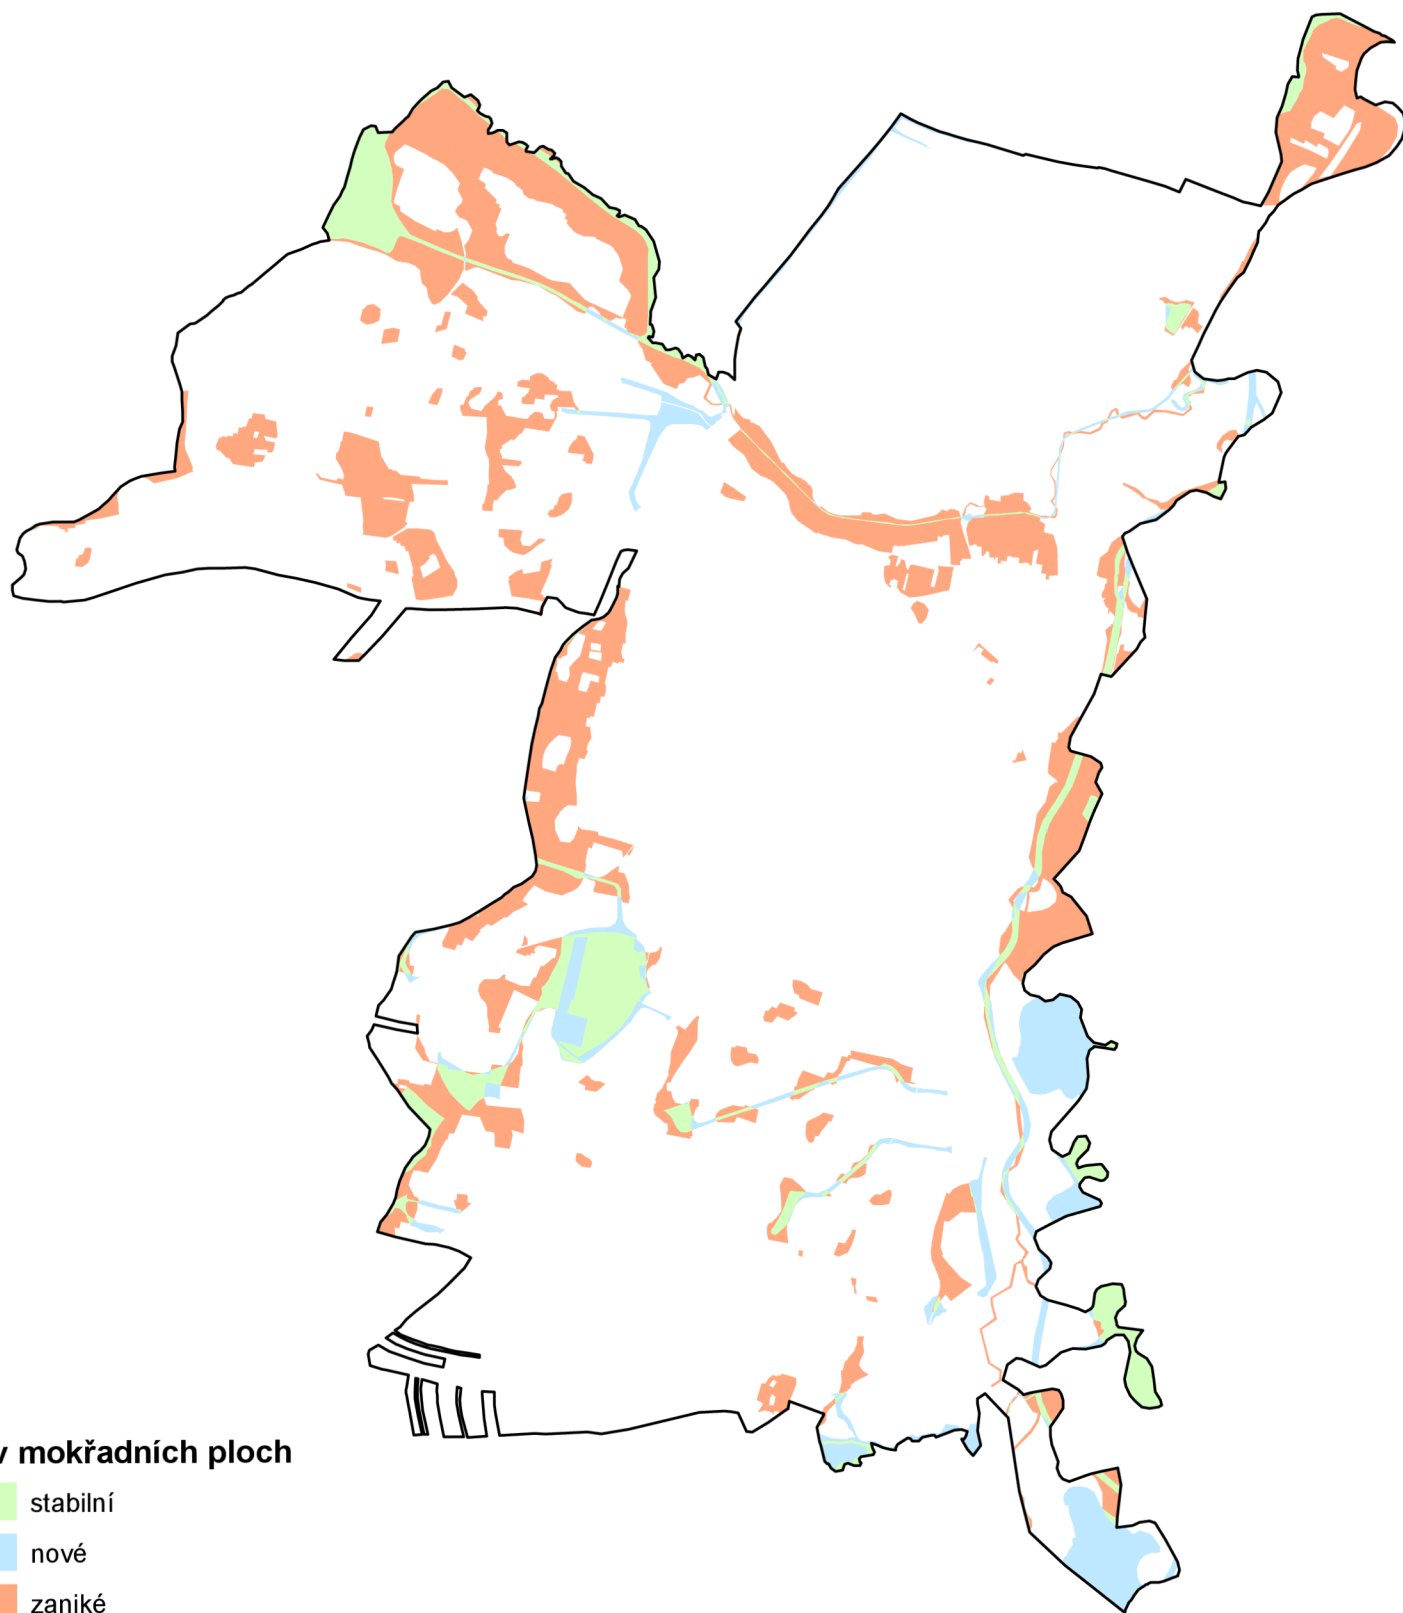 v mokřadních ploch
stabilní
nové
zaniké